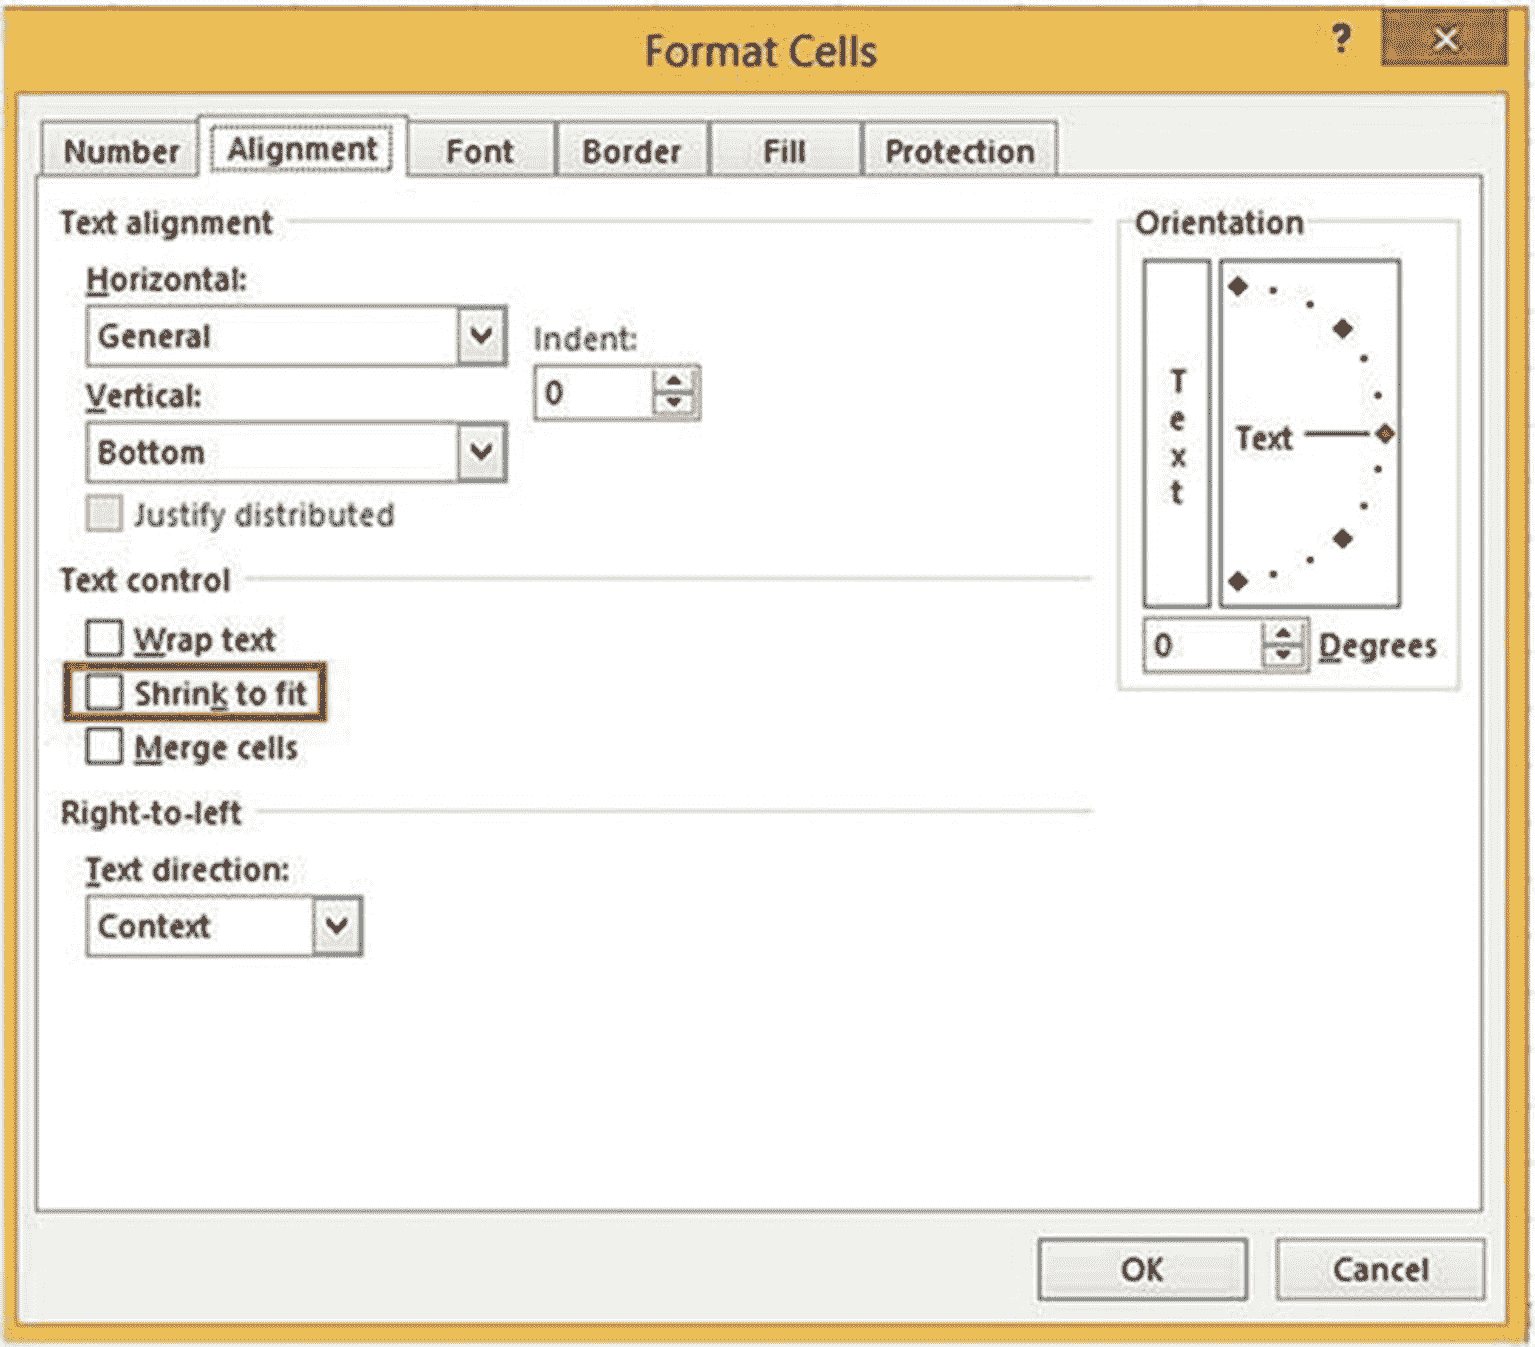 Format Cells
?
Number Alignment Font Border Fill Protection
Text alignment
Horizontal:
General
Indent:
0
Vertical:
Bottom
Justify distributed
Text control
Wrap text
Shrink to fit
Merge cells
Right-to-left
Text direction:
Context
Orientation
Text
Text
0 Degrees
OK Cancel